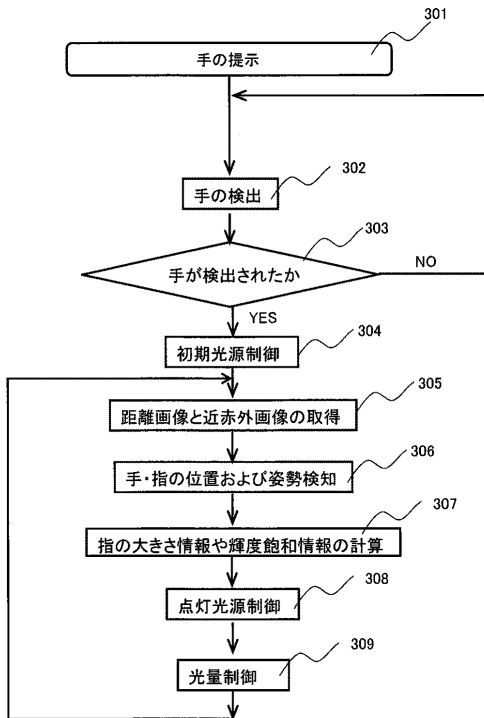 301
手の提示
302
手の検出
303
手が検出されたか
NO
YES
304
初期光源制御
305
距離画像と近赤外画像の取得
306
手・指の位置および姿勢検知
307
指の大きさ情報や輝度飽和情報の計算
308
点灯光源制御
309
光量制御